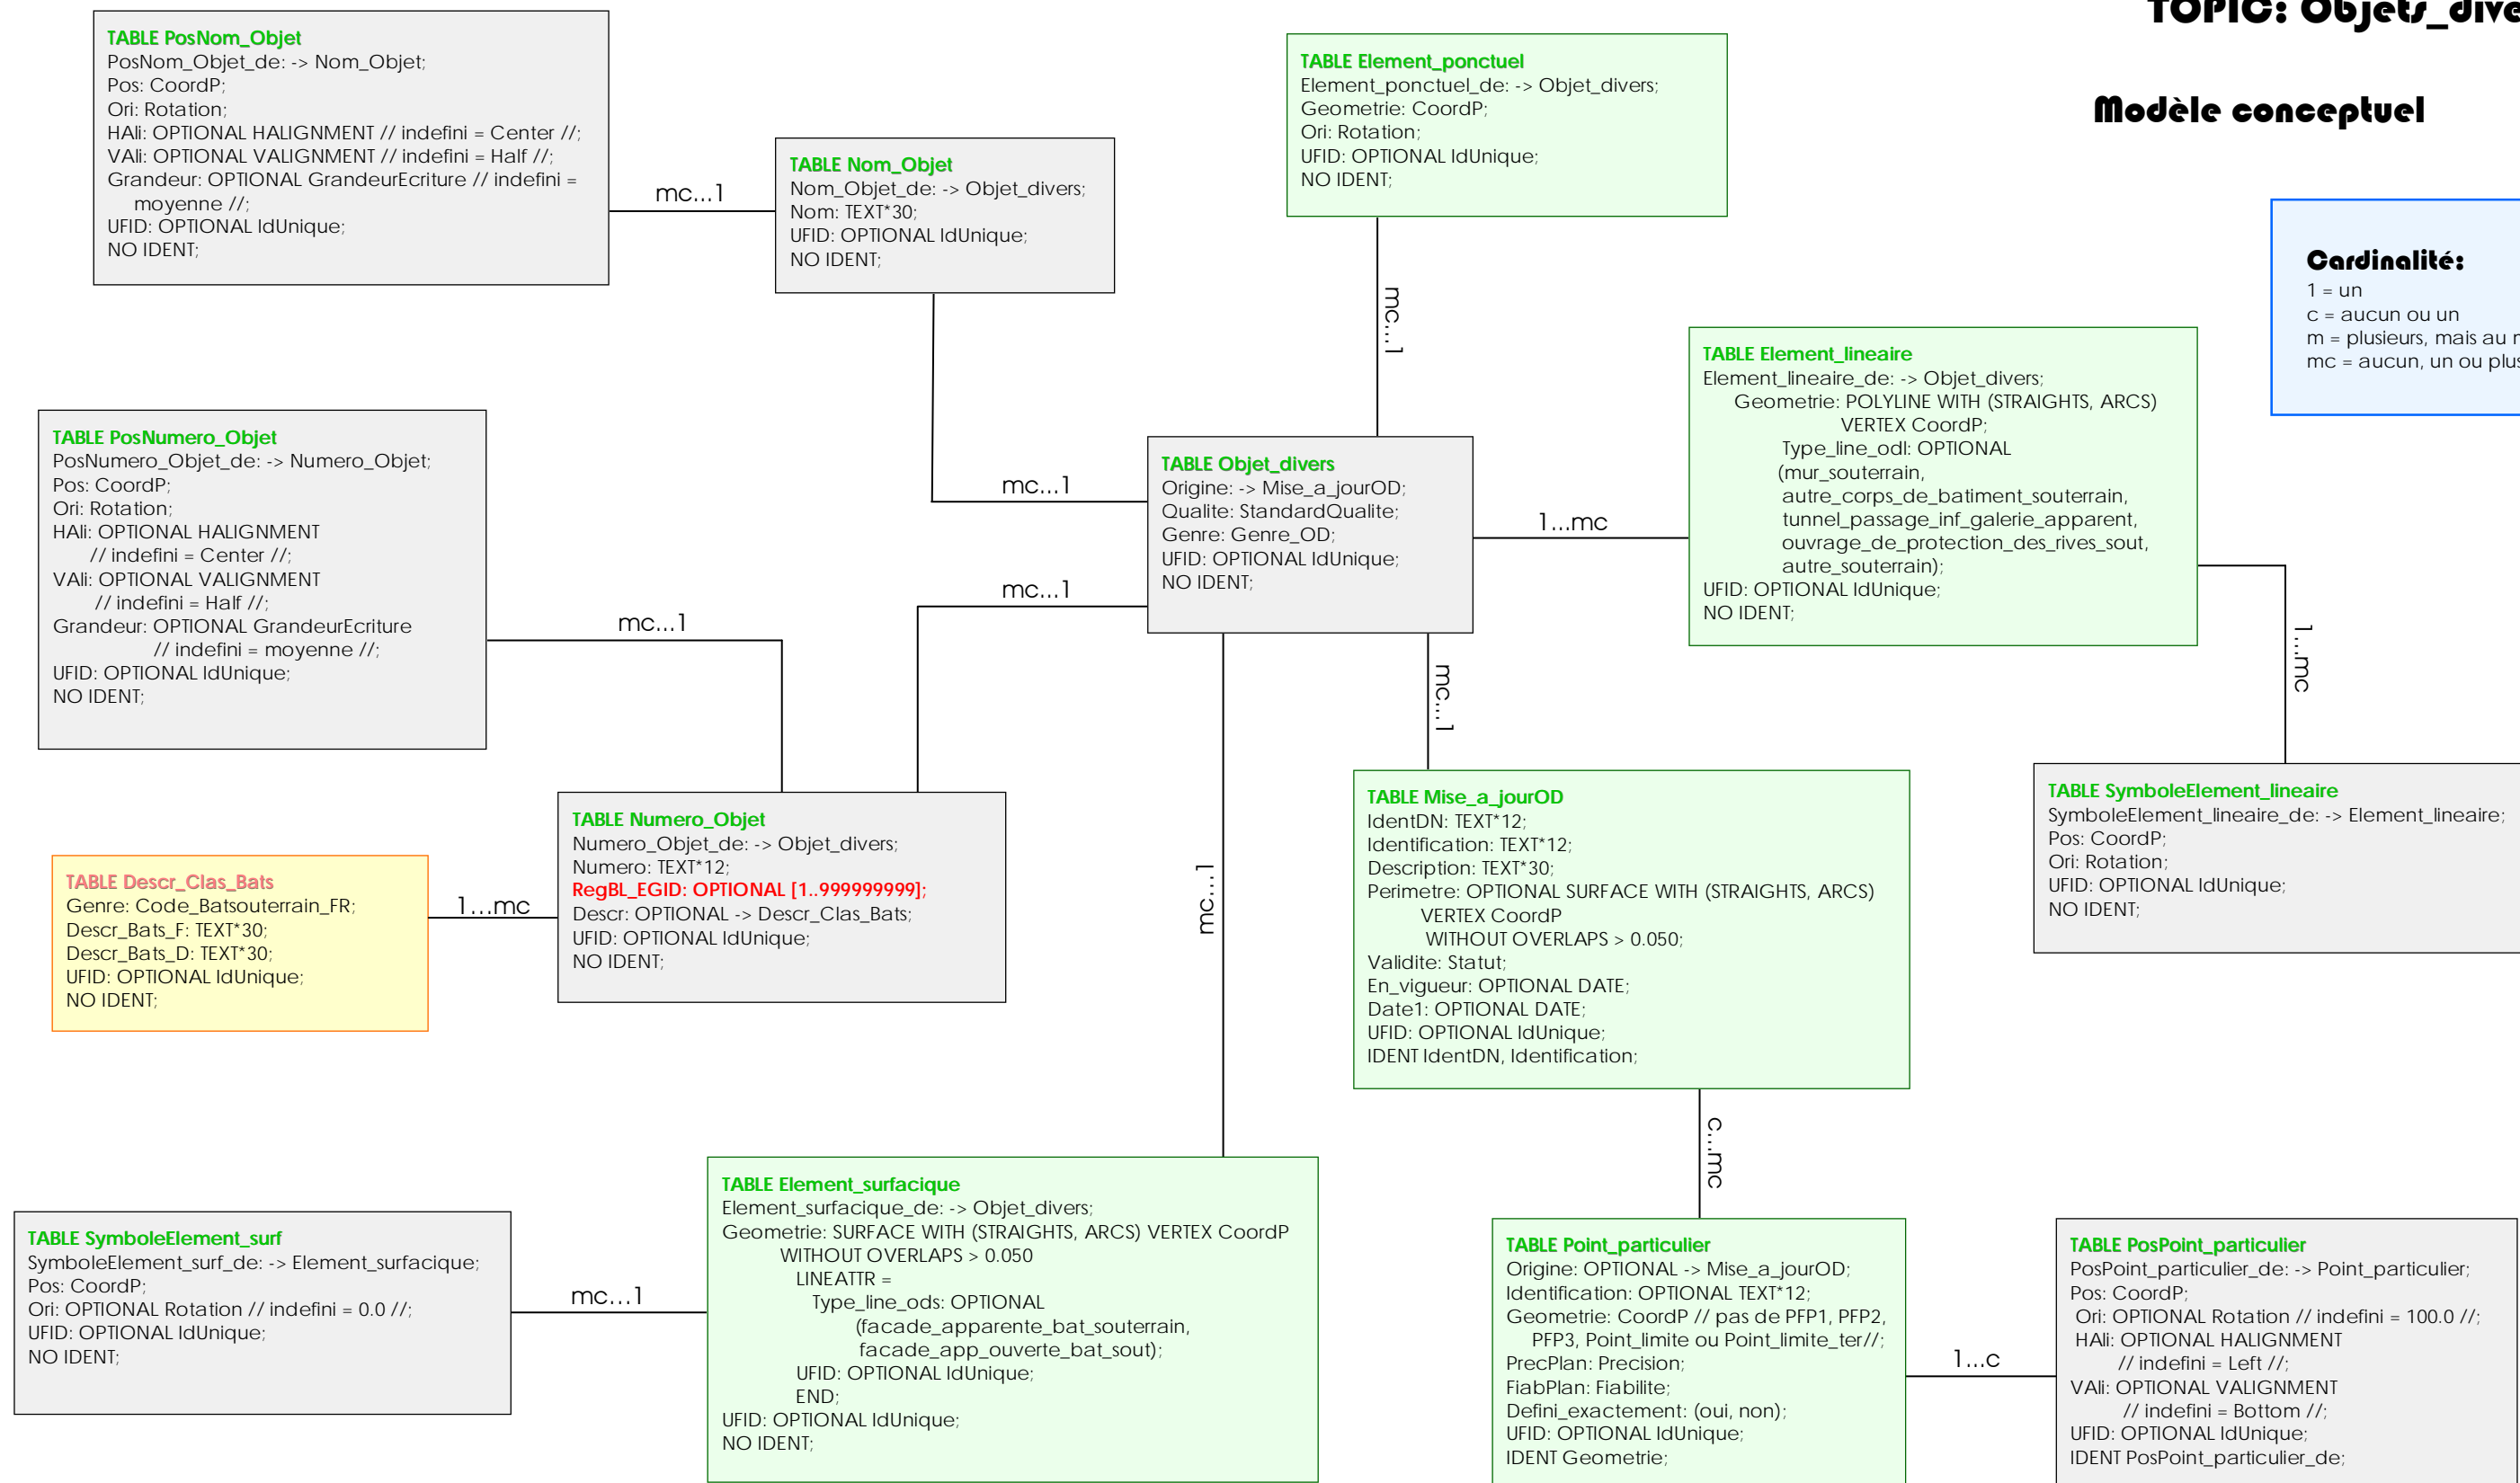 TOPIC: Objets_dive
Modèle conceptuel
TABLE PosNom_Objet
PosNom_Objet_de: -> Nom_Objet;
Pos: CoordP;
Ori: Rotation;
HAli: OPTIONAL HALIGNMENT // indefini = Center //;
VAli: OPTIONAL VALIGNMENT // indefini = Half //;
Grandeur: OPTIONAL GrandeurEcriture // indefini =
moyenne //;
UFID: OPTIONAL IdUnique;
NO IDENT;
mc...1
TABLE Nom_Objet
Nom_Objet_de: -> Objet_divers;
Nom: TEXT*30;
UFID: OPTIONAL IdUnique;
NO IDENT;
TABLE Element_ponctuel
Element_ponctuel_de: -> Objet_divers;
Geometrie: CoordP;
Ori: Rotation;
UFID: OPTIONAL IdUnique;
NO IDENT;
mc...1
Cardinalité:
1 = un
c = aucun ou un
m = plusieurs, mais au
mc = aucun, un ou
TABLE Element_lineaire
Element_lineaire_de: -> Objet_divers;
Geometrie: POLYLINE WITH (STRAIGHTS, ARCS)
VERTEX CoordP;
Type_line_odl: OPTIONAL
(mur_souterrain,
autre_corps_de_batiment_souterrain,
tunnel_passage_inf_galerie_apparent,
ouvrage_de_protection_des_rives_sout,
autre_souterrain);
UFID: OPTIONAL IdUnique;
NO IDENT;
TABLE PosNumero_Objet
PosNumero_Objet_de: -> Numero_Objet;
Pos: CoordP;
Ori: Rotation;
HAli: OPTIONAL HALIGNMENT
// indefini = Center //;
VAli: OPTIONAL VALIGNMENT
// indefini = Half //;
Grandeur: OPTIONAL GrandeurEcriture
// indefini = moyenne //;
UFID: OPTIONAL IdUnique;
NO IDENT;
mc...1
mc...1
mc...1
TABLE Objet_divers
Origine: -> Mise_a_jourOD;
Qualite: StandardQualite;
Genre: Genre_OD;
UFID: OPTIONAL IdUnique;
NO IDENT;
1...mc
1...mc
mc...1
mc...1
TABLE Descr_Clas_Bats
Genre: Code_Batsouterrain_FR;
Descr_Bats_F: TEXT*30;
Descr_Bats_D: TEXT*30;
UFID: OPTIONAL IdUnique;
NO IDENT;
1...mc
TABLE Numero_Objet
Numero_Objet_de: -> Objet_divers;
Numero: TEXT*12;
RegBL_EGID: OPTIONAL [1..999999999];
Descr: OPTIONAL -> Descr_Clas_Bats;
UFID: OPTIONAL IdUnique;
NO IDENT;
TABLE Mise_a_jourOD
IdentDN: TEXT*12;
Identification: TEXT*12;
Description: TEXT*30;
Perimetre: OPTIONAL SURFACE WITH (STRAIGHTS, ARCS)
VERTEX CoordP
WITHOUT OVERLAPS > 0.050;
Validite: Statut;
En_vigueur: OPTIONAL DATE;
Date1: OPTIONAL DATE;
UFID: OPTIONAL IdUnique;
IDENT IdentDN, Identification;
TABLE SymboleElement_lineaire
SymboleElement_lineaire_de: -> Element_lineaire;
Pos: CoordP;
Ori: Rotation;
UFID: OPTIONAL IdUnique;
NO IDENT;
c...mc
TABLE SymboleElement_surf
SymboleElement_surf_de: -> Element_surfacique;
Pos: CoordP;
Ori: OPTIONAL Rotation // indefini = 0.0 //;
UFID: OPTIONAL IdUnique;
NO IDENT;
mc...1
TABLE Element_surfacique
Element_surfacique_de: -> Objet_divers;
Geometrie: SURFACE WITH (STRAIGHTS, ARCS) VERTEX CoordP
WITHOUT OVERLAPS > 0.050
LINEATTR =
Type_line_ods: OPTIONAL
(facade_apparente_bat_souterrain,
facade_app_ouverte_bat_sout);
UFID: OPTIONAL IdUnique;
END;
UFID: OPTIONAL IdUnique;
NO IDENT;
TABLE Point_particulier
Origine: OPTIONAL -> Mise_a_jourOD;
Identification: OPTIONAL TEXT*12;
Geometrie: CoordP // pas de PFP1, PFP2,
PFP3, Point_limite ou Point_limite_ter//;
PrecPlan: Precision;
FiabPlan: Fiabilite;
Defini_exactement: (oui, non);
UFID: OPTIONAL IdUnique;
IDENT Geometrie;
1...c
TABLE PosPoint_particulier
PosPoint_particulier_de: -> Point_particulier;
Pos: CoordP;
Ori: OPTIONAL Rotation // indefini = 100.0 //;
HAli: OPTIONAL HALIGNMENT
// indefini = Left //;
VAli: OPTIONAL VALIGNMENT
// indefini = Bottom //;
UFID: OPTIONAL IdUnique;
IDENT PosPoint_particulier_de;